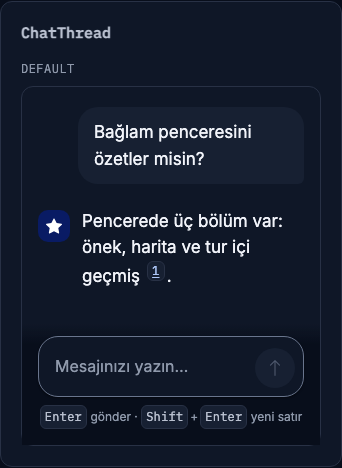 ChatThread
DEFAULT
Bağlam penceresini
özetler misin?
Pencerede üç bölüm var:
önek, harita ve tur içi
geçmiş 1.
Mesajınızı yazın...
Enter gönder · Shift + Enter yeni satır